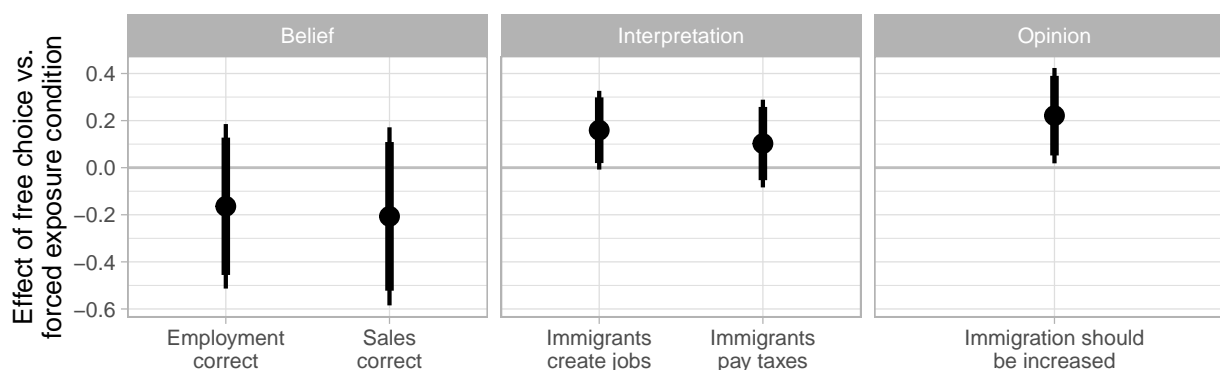 Effect of free choice vs.
forced exposure condition
Belief
Interpretation
Opinion
0.4
0.2
0.0
−0.2
−0.4
−0.6
Employment
correct
Sales
correct
Immigrants
create jobs
Immigrants
pay taxes
Immigration should
be increased